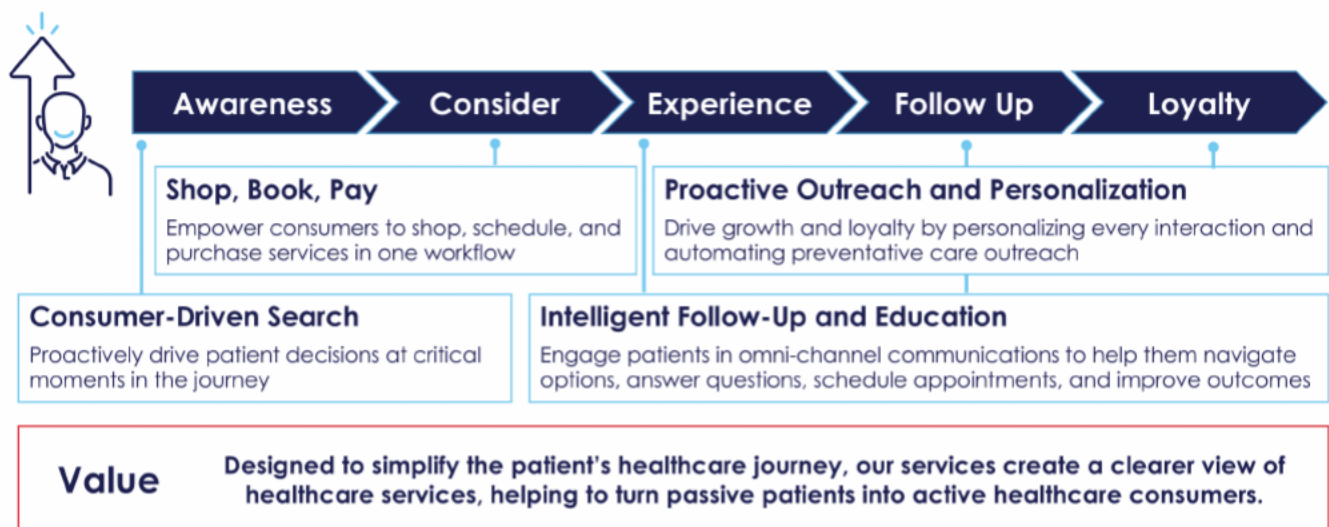 Awareness
Consider
Experience
Follow Up
Loyalty
Shop, Book, Pay
Empower consumers to shop, schedule, and
purchase services in one workflow
Proactive Outreach and Personalization
Drive growth and loyalty by personalizing every interaction and
automating preventative care outreach
Consumer-Driven Search
Proactively drive patient decisions at critical
moments in the journey
Intelligent Follow-Up and Education
Engage patients in omni-channel communications to help them navigate
options, answer questions, schedule appointments, and improve outcomes
Value
Designed to simplify the patient's healthcare journey, our services create a clearer view of
healthcare services, helping to turn passive patients into active healthcare consumers.